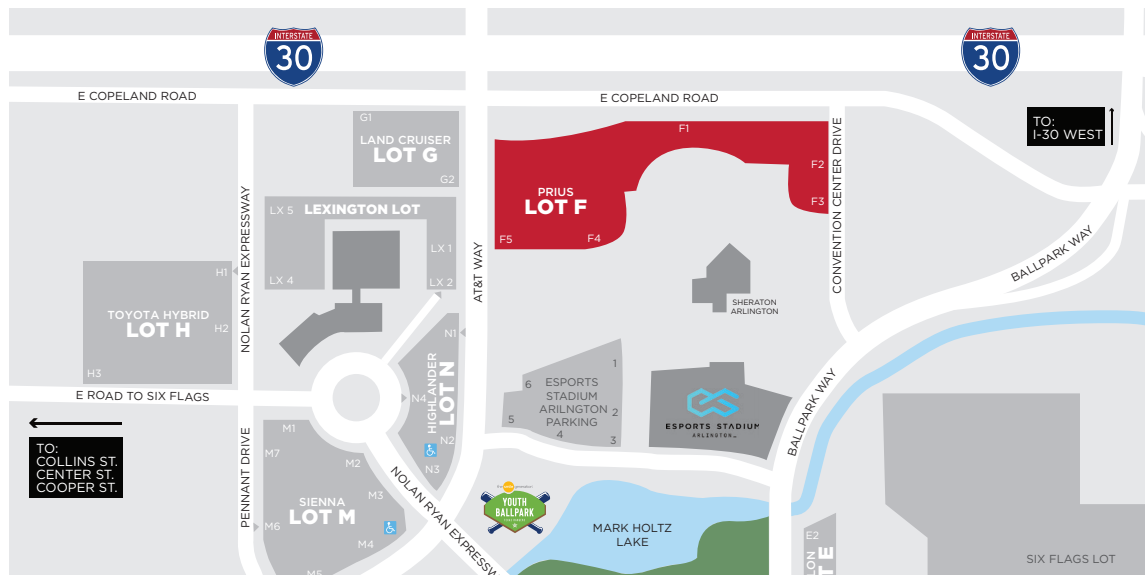 INTERSTATE
30
INTERSTATE
30
E COPELAND ROAD
E COPELAND ROAD
TO:
I-30 WEST
G1
LAND CRUISER
LOT G
G2
F1
F2
F3
PRIUS
LOT F
F5
F4
CONVENTION CENTER DRIVE
NOLAN RYAN EXPRESSWAY
LX 5
LEXINGTON LOT
LX 1
LX 4
LX 2
AT&T WAY
BALLPARK WAY
H1
TOYOTA HYBRID
LOT H
H2
H3
SHERATON
ARLINGTON
N1
HIGHLANDER
LOT N
N4
N2
N3
1
6
ESPORTS
STADIUM
ARILNGTON
PARKING
2
5
4
3
ESPORTS STADIUM
ARLINGTON
BALLPARK WAY
E ROAD TO SIX FLAGS
TO:
COLLINS ST.
CENTER ST.
COOPER ST.
PENNANT DRIVE
M1
M7
M2
M3
SIENNA
LOT M
M6
M4
M5
NOLAN RYAN EXPRESSW
YOUTH
BALLPARK
MARK HOLTZ
LAKE
E2
LON
T E
SIX FLAGS LOT